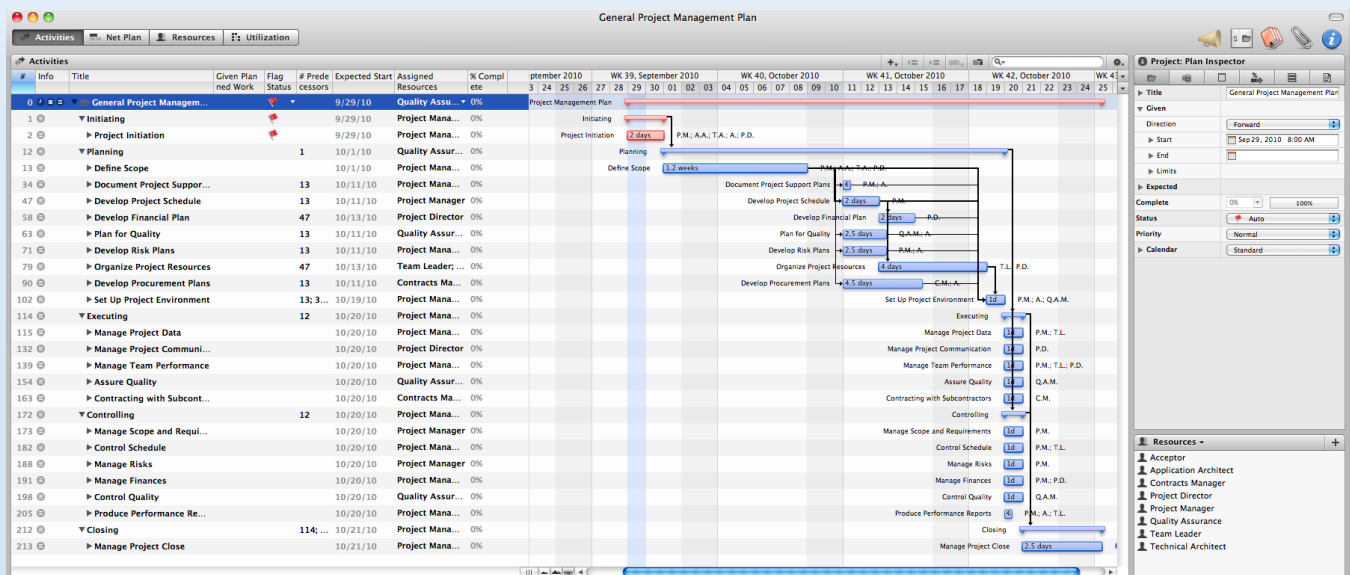 General Project Management Plan
Activities Net Plan Resources Utilization
Activities
# Info Title Given Planned Work Flag Status # Predecessors Expected Start Assigned Resources % Complete
ptember 2010 WK 39, September 2010 WK 40, October 2010 WK 41, October 2010 WK 42, October 2010 WK 43
3 24 25 26 27 28 29 30 01 02 03 04 05 06 07 08 09 10 11 12 13 14 15 16 17 18 19 20 21 22 23 24 25
0 General Project Managem... 9/29/10 Quality Assu... 0% Project Management Plan
1 Initiating 9/29/10 Project Mana... 0% Initiating
2 Project Initiation 9/29/10 Project Mana... 0% Project Initiation 2 days P.M.; A.A.; T.A.; A.; P.D.
12 Planning 1 10/1/10 Quality Assur... 0% Planning
13 Define Scope 10/1/10 Project Mana... 0% Define Scope 1.2 weeks P.M.; A.A.; T.A.; P.D.
34 Document Project Suppor... 13 10/11/10 Project Mana... 0% Document Project Support Plans 4 P.M.; A.
47 Develop Project Schedule 13 10/11/10 Project Manager 0% Develop Project Schedule 2 days P.M.
58 Develop Financial Plan 47 10/13/10 Project Director 0% Develop Financial Plan 2 days P.D.
63 Plan for Quality 13 10/11/10 Quality Assur... 0% Plan for Quality 2.5 days Q.A.M.; A.
71 Develop Risk Plans 13 10/11/10 Project Mana... 0% Develop Risk Plans 2.5 days P.M.; A.
79 Organize Project Resources 47 10/13/10 Team Leader; ... 0% Organize Project Resources 4 days T.L. P.D.
90 Develop Procurement Plans 13 10/11/10 Contracts Ma... 0% Develop Procurement Plans 4.5 days C.M.; A.
102 Set Up Project Environment 13; 3... 10/19/10 Project Mana... 0% Set Up Project Environment 1d P.M.; A.; Q.A.M.
114 Executing 12 10/20/10 Project Mana... 0% Executing
115 Manage Project Data 10/20/10 Project Mana... 0% Manage Project Data 1d P.M.; T.L.
132 Manage Project Communi... 10/20/10 Project Director 0% Manage Project Communication 1d P.D.
139 Manage Team Performance 10/20/10 Project Mana... 0% Manage Team Performance 1d P.M.; T.L.; P.D.
154 Assure Quality 10/20/10 Quality Assur... 0% Assure Quality 1d Q.A.M.
163 Contracting with Subcont... 10/20/10 Contracts Ma... 0% Contracting with Subcontractors 1d C.M.
172 Controlling 12 10/20/10 Project Mana... 0% Controlling
173 Manage Scope and Requi... 10/20/10 Project Mana... 0% Manage Scope and Requirements 1d P.M.
182 Control Schedule 10/20/10 Project Mana... 0% Control Schedule 1d P.M.; T.L.
188 Manage Risks 10/20/10 Project Manager 0% Manage Risks 1d P.M.
191 Manage Finances 10/20/10 Project Mana... 0% Manage Finances 1d P.M.; P.D.
198 Control Quality 10/20/10 Quality Assur... 0% Control Quality 1d Q.A.M.
205 Produce Performance Re... 10/20/10 Project Mana... 0% Produce Performance Reports 4 P.M.; A.; T.L.
212 Closing 114; ... 10/21/10 Project Mana... 0% Closing
213 Manage Project Close 10/21/10 Project Mana... 0% Manage Project Close 2.5 days
Project: Plan Inspector
Title General Project Management Plan
Given
Direction Forward
Start Sep 29, 2010 8:00 AM
End
Limits
Expected
Complete 0% 100%
Status Auto
Priority Normal
Calendar Standard
Resources
Acceptor
Application Architect
Contracts Manager
Project Director
Project Manager
Quality Assurance
Team Leader
Technical Architect